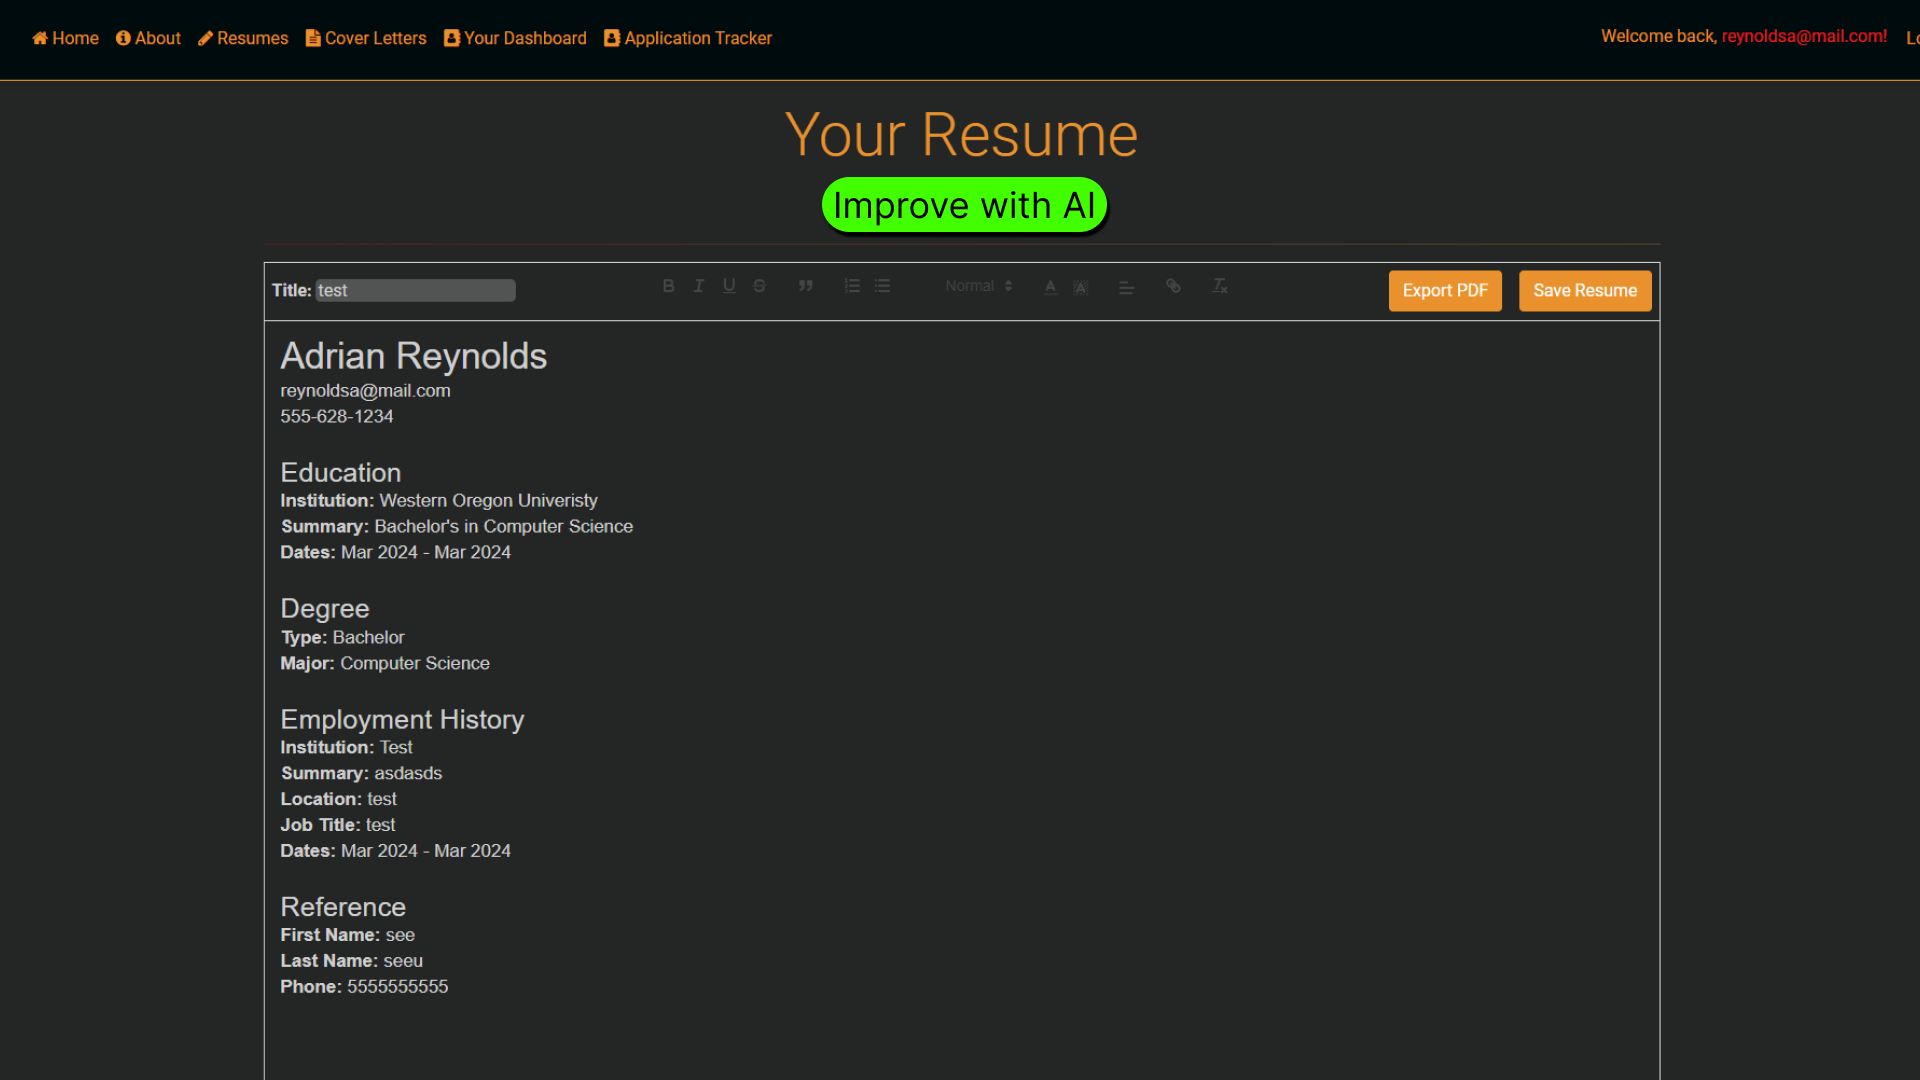 Home About Resumes Cover Letters Your Dashboard Application Tracker Welcome back, reynoldsa@mail.com!
Your Resume
Improve with AI
Title: test B I U S Normal A A Export PDF Save Resume
Adrian Reynolds
reynoldsa@mail.com
555-628-1234
Education
Institution: Western Oregon Univeristy
Summary: Bachelor's in Computer Science
Dates: Mar 2024 - Mar 2024
Degree
Type: Bachelor
Major: Computer Science
Employment History
Institution: Test
Summary: asdasds
Location: test
Job Title: test
Dates: Mar 2024 - Mar 2024
Reference
First Name: see
Last Name: seeu
Phone: 5555555555